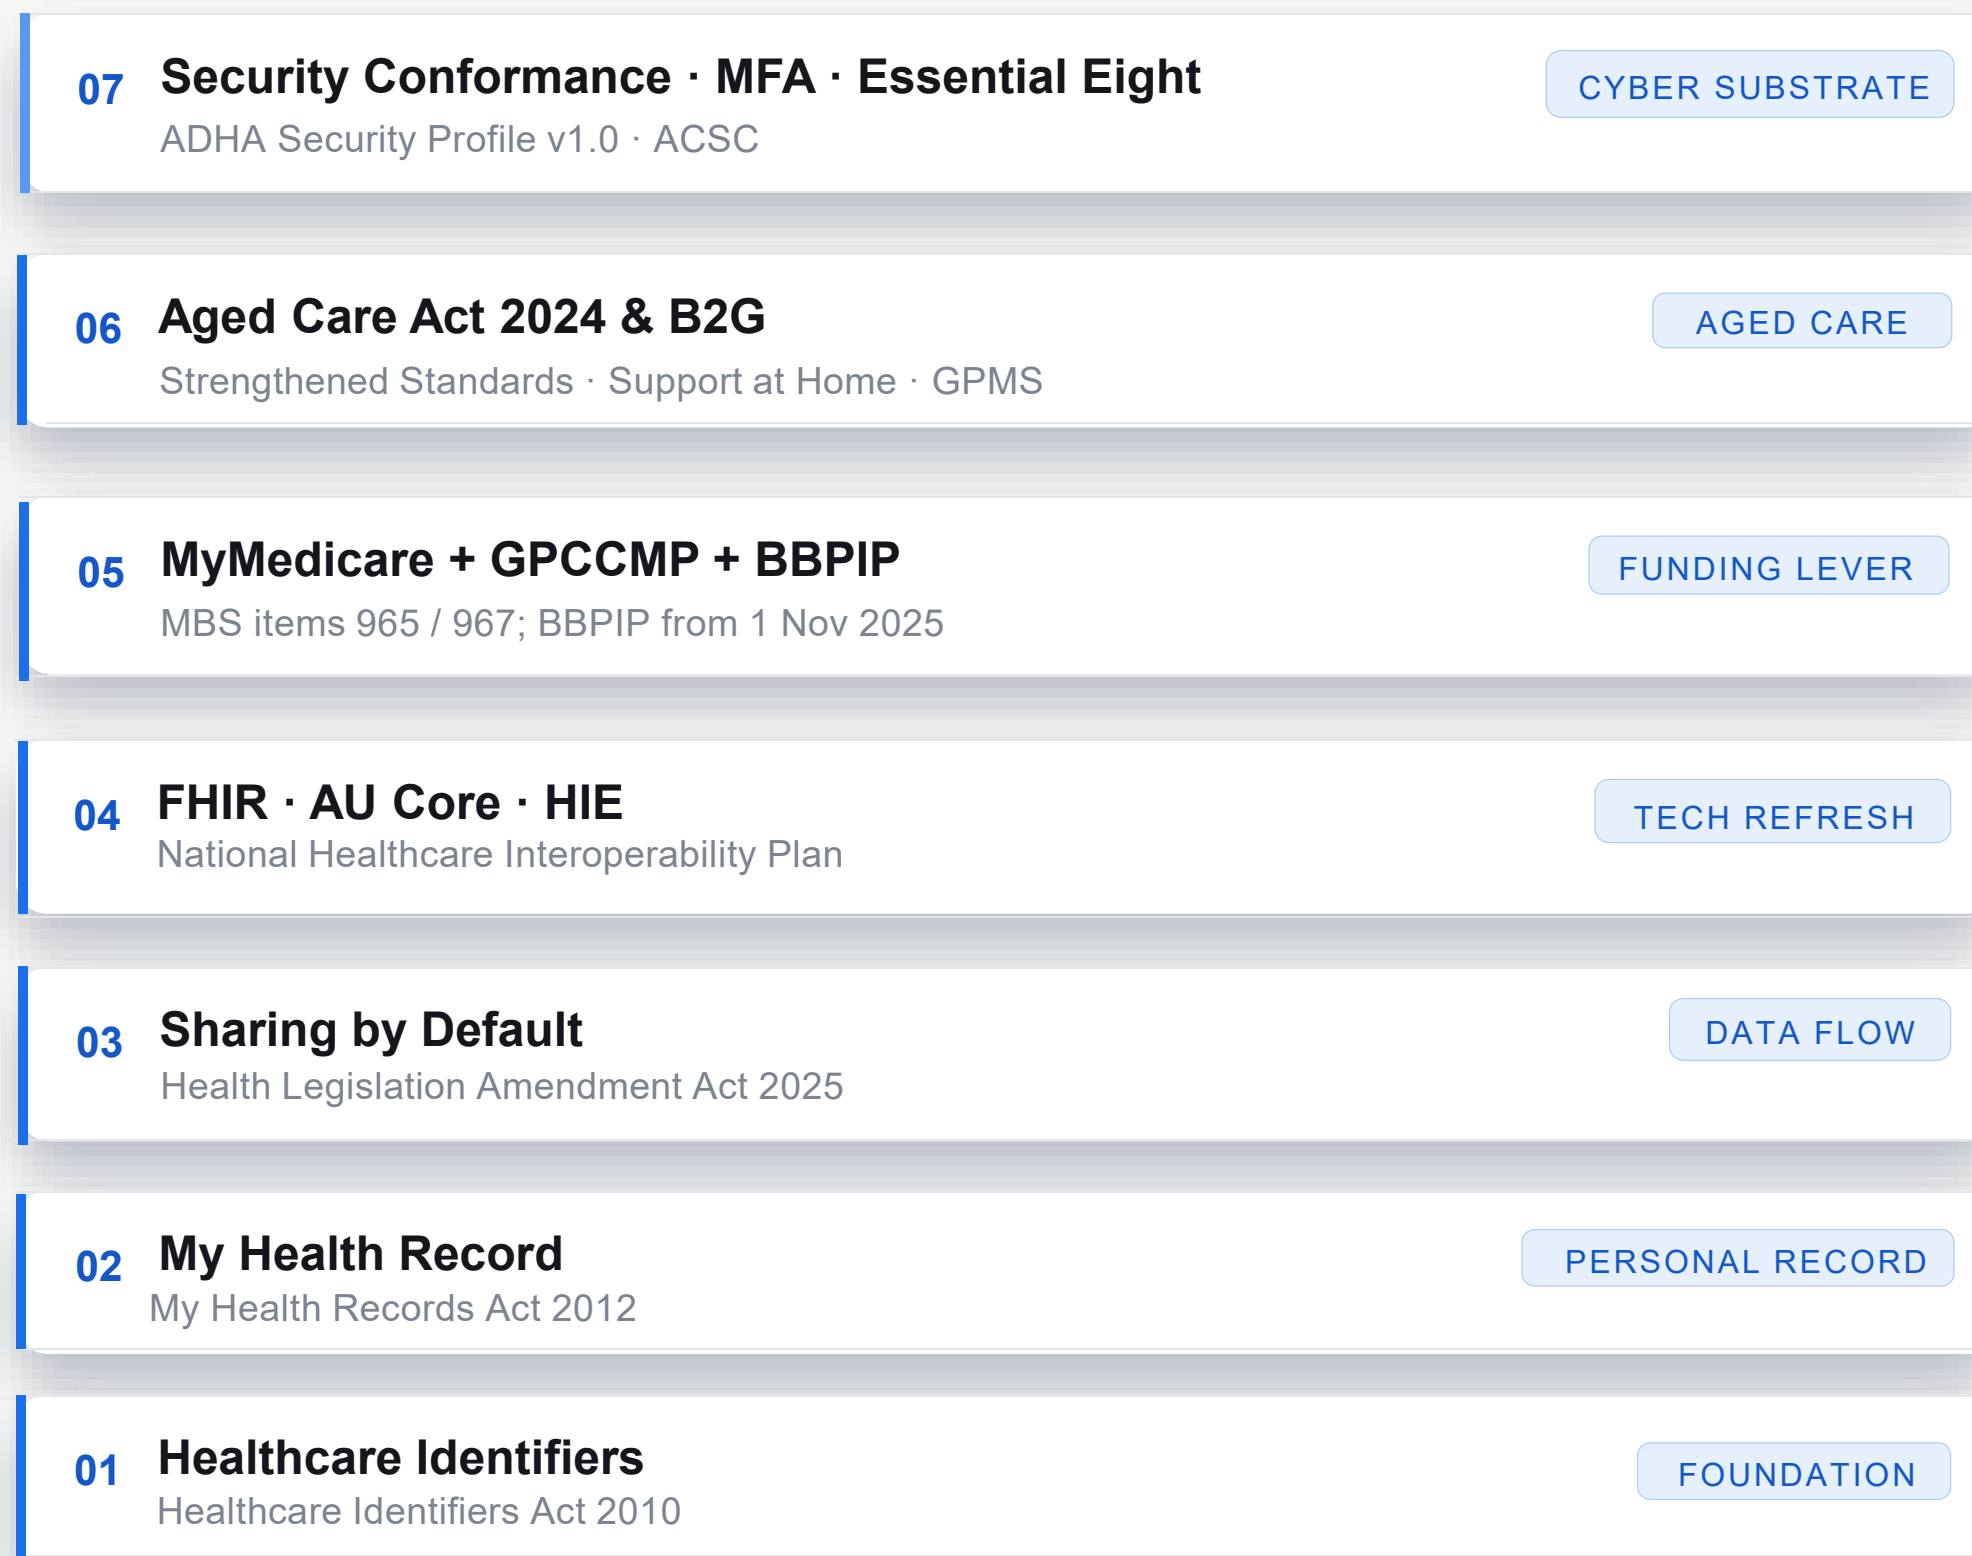 07
Security Conformance · MFA · Essential Eight
CYBER SUBSTRATE
ADHA Security Profile v1.0 · ACSC
06
Aged Care Act 2024 & B2G
AGED CARE
Strengthened Standards · Support at Home · GPMS
05
MyMedicare + GPCCMP + BBPIP
FUNDING LEVER
MBS items 965 / 967; BBPIP from 1 Nov 2025
04
FHIR · AU Core · HIE
TECH REFRESH
National Healthcare Interoperability Plan
03
Sharing by Default
DATA FLOW
Health Legislation Amendment Act 2025
02
My Health Record
PERSONAL RECORD
My Health Records Act 2012
01
Healthcare Identifiers
FOUNDATION
Healthcare Identifiers Act 2010